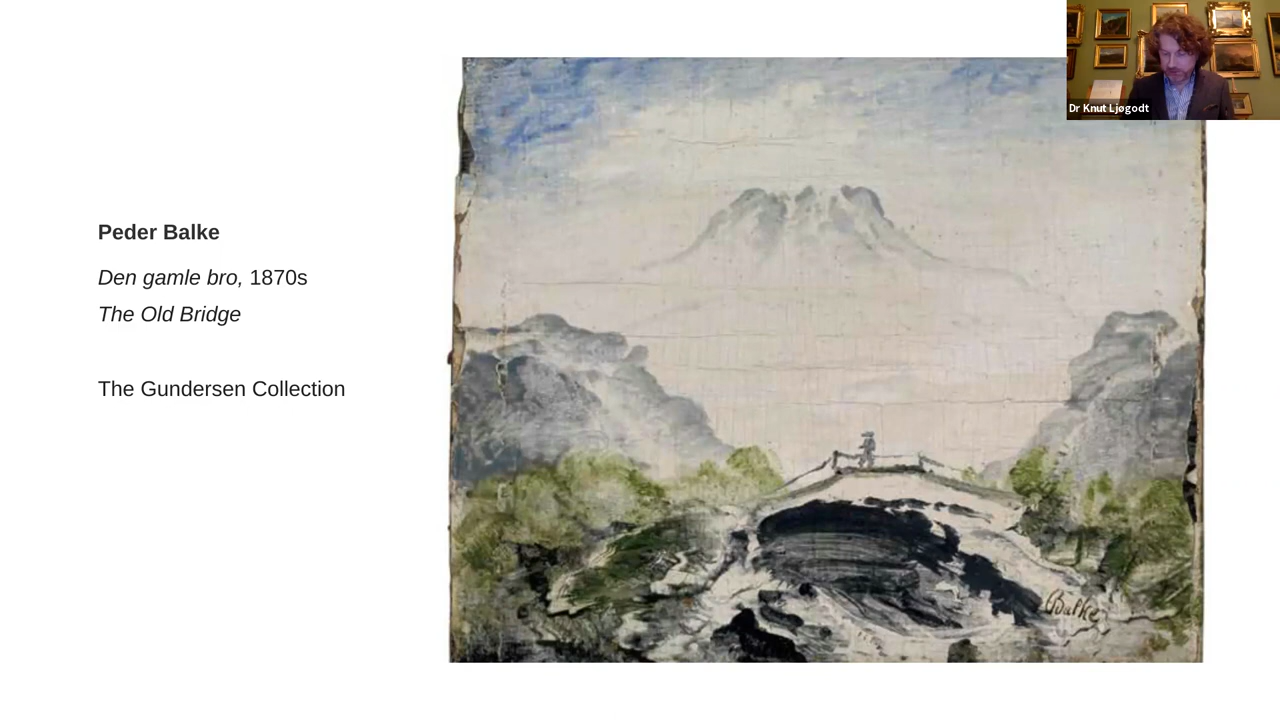 Dr Knut Ljøgodt
Peder Balke
Den gamle bro, 1870s
The Old Bridge
The Gundersen Collection
Balke